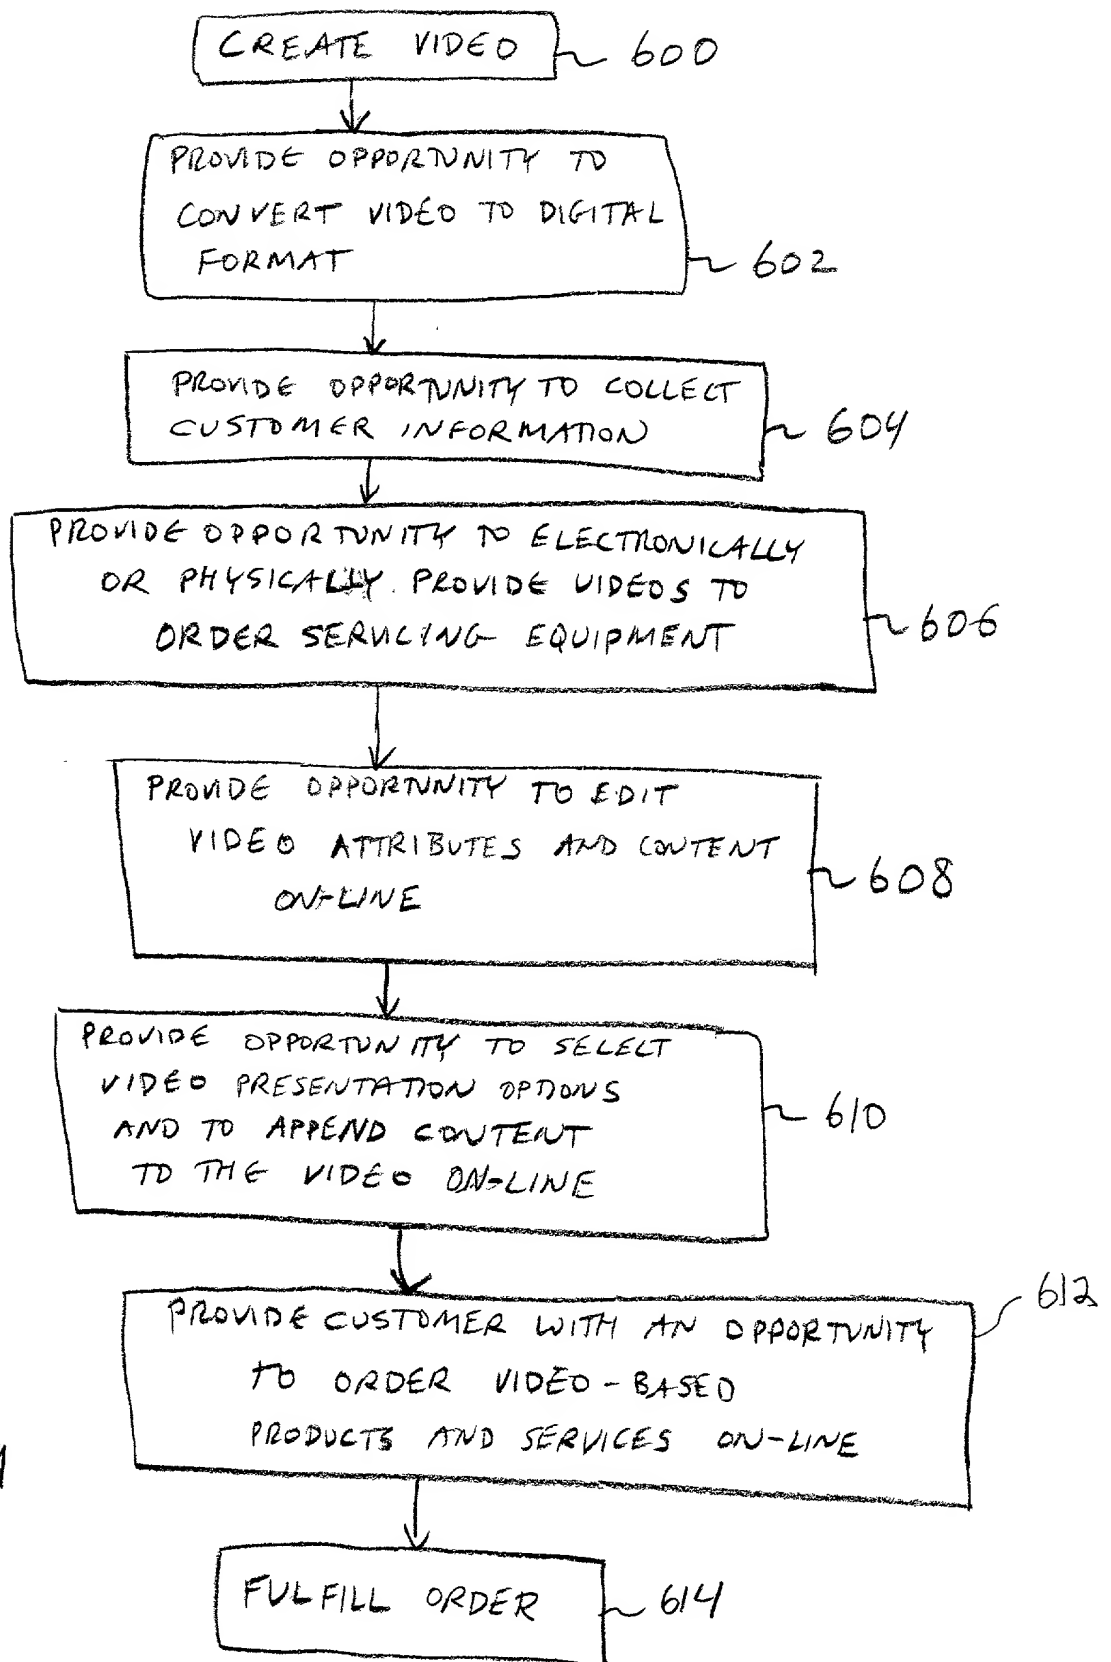 CREATE VIDEO 600
PROVIDE OPPORTUNITY TO
CONVERT VIDEO TO DIGITAL
FORMAT 602
PROVIDE OPPORTUNITY TO COLLECT
CUSTOMER INFORMATION 604
PROVIDE OPPORTUNITY TO ELECTRONICALLY
OR PHYSICALLY PROVIDE VIDEOS TO
ORDER SERVICING EQUIPMENT 606
PROVIDE OPPORTUNITY TO EDIT
VIDEO ATTRIBUTES AND CONTENT
ON-LINE 608
PROVIDE OPPORTUNITY TO SELECT
VIDEO PRESENTATION OPTIONS
AND TO APPEND CONTENT 610
TO THE VIDEO ON-LINE
612
PROVIDE CUSTOMER WITH AN OPPORTUNITY
TO ORDER VIDEO-BASED
PRODUCTS AND SERVICES ON-LINE
FULFILL ORDER 614